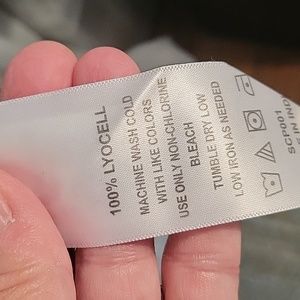 100% LYOCELL
MACHINE WASH COLD
WITH LIKE COLORS
USE ONLY NON-CHLORINE
BLEACH
TUMBLE DRY LOW
LOW IRON AS NEEDED
SCP001